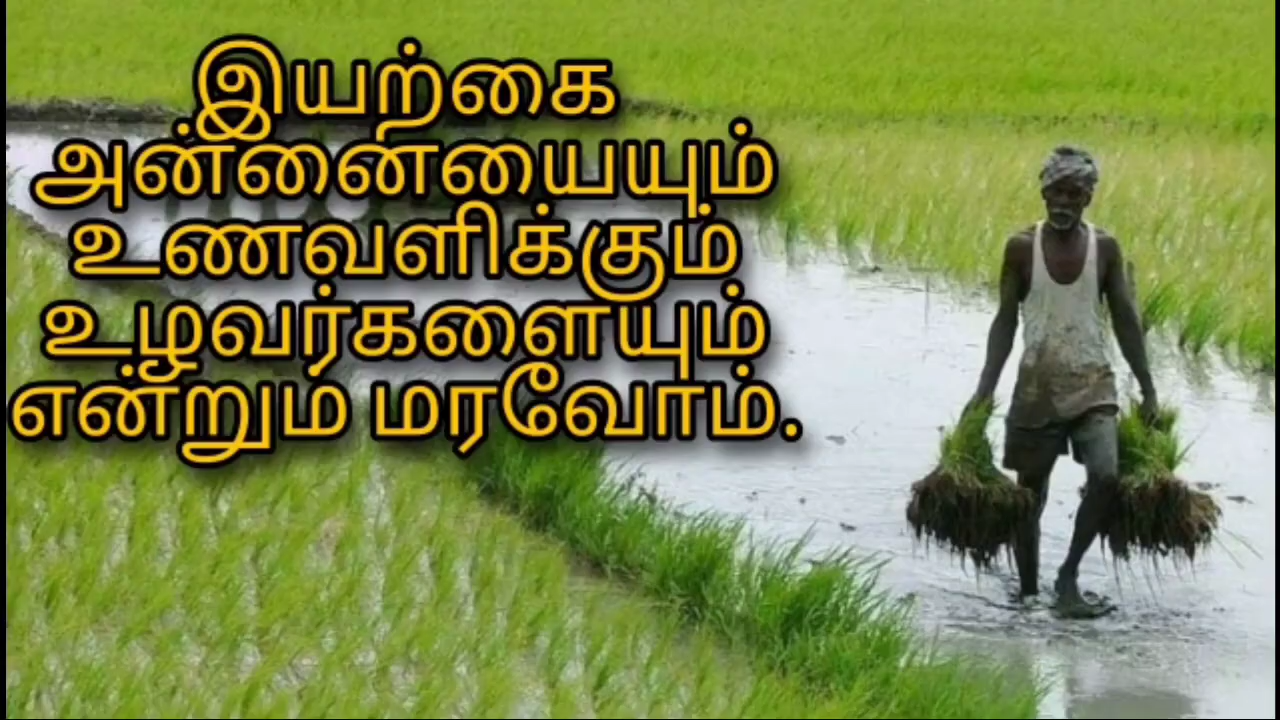 இயற்கை
அன்னையையும்
உணவளிக்கும்
உழவர்களையும்
என்றும் மரவோம்.